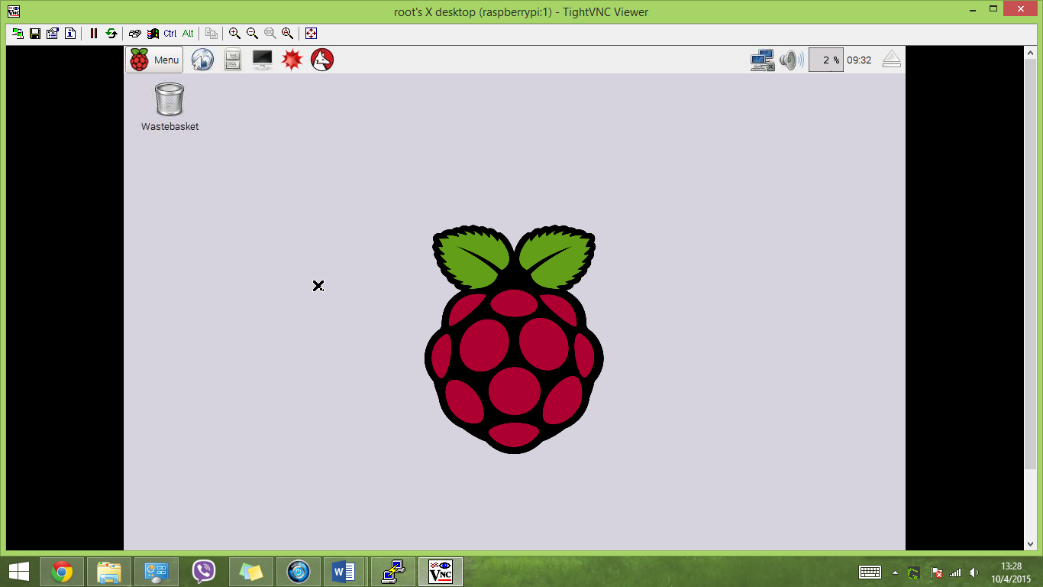 root's X desktop (raspberrypi:1) - TightVNC Viewer
Ctrl Alt
Menu
2 %
09:32
Wastebasket
13:28
10/4/2015